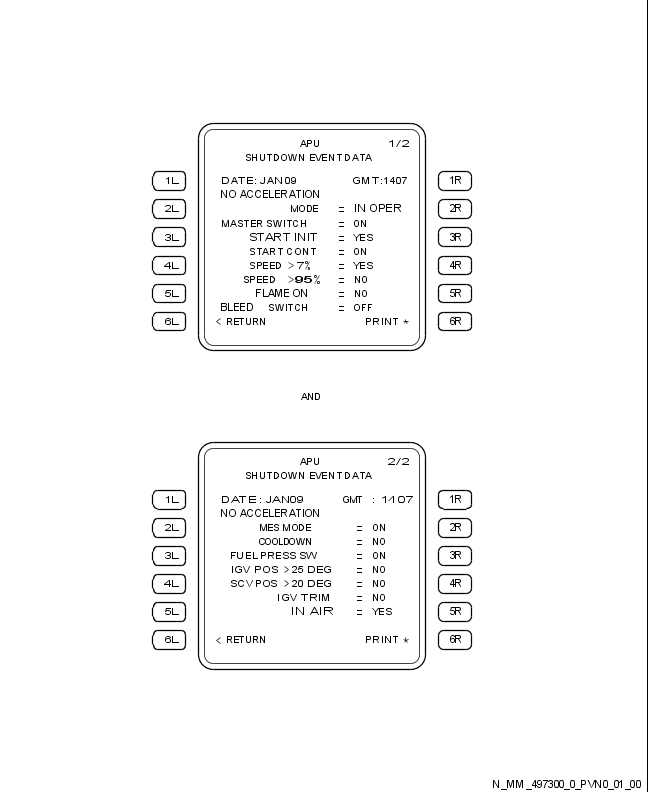 APU 1/2
SHUTDOWN EVENT DATA
1L DATE: JAN09 GMT:1407 1R
NO ACCELERATION
2L MODE = IN OPER 2R
MASTER SWITCH = ON
3L START INIT = YES 3R
START CONT = ON
4L SPEED >7% = YES 4R
SPEED >95% = NO
5L FLAME ON = NO 5R
BLEED SWITCH = OFF
6L < RETURN PRINT * 6R
AND
APU 2/2
SHUTDOWN EVENT DATA
1L DATE: JAN09 GMT : 1407 1R
NO ACCELERATION
2L MES MODE = ON 2R
COOLDOWN = NO
3L FUEL PRESS SW = ON 3R
IGV POS >25 DEG = NO
4L SCV POS >20 DEG = NO 4R
IGV TRIM = NO
5L IN AIR = YES 5R
6L < RETURN PRINT * 6R
N_MM_497300_0_PVN0_01_00